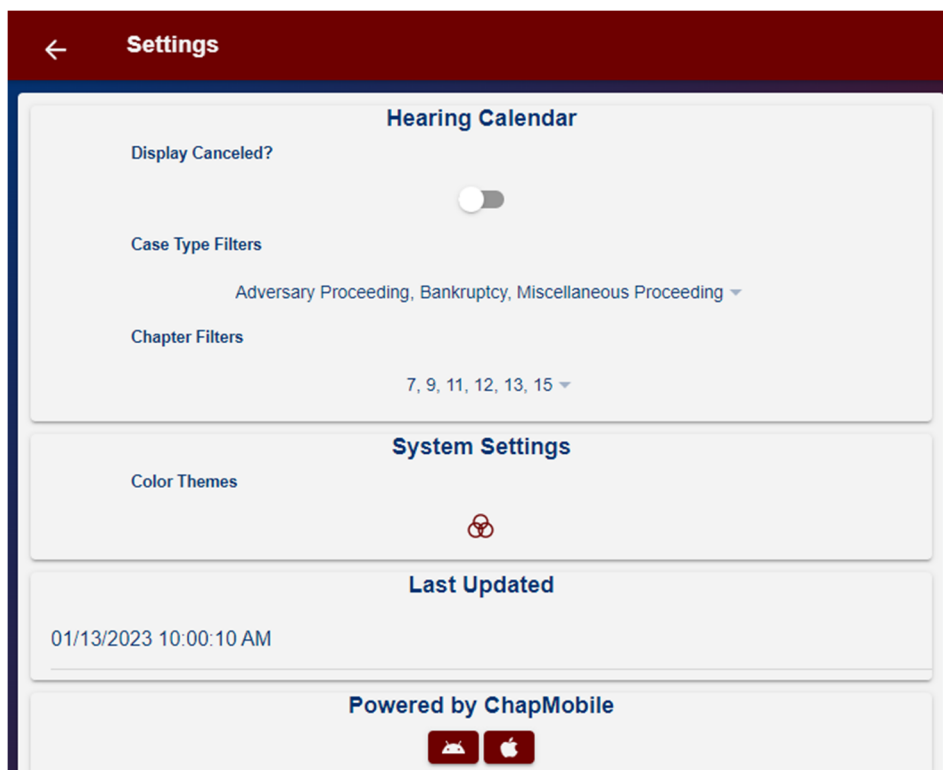 Settings
Hearing Calendar
Display Canceled?
Case Type Filters
Adversary Proceeding, Bankruptcy, Miscellaneous Proceeding
Chapter Filters
7, 9, 11, 12, 13, 15
System Settings
Color Themes
Last Updated
01/13/2023 10:00:10 AM
Powered by ChapMobile